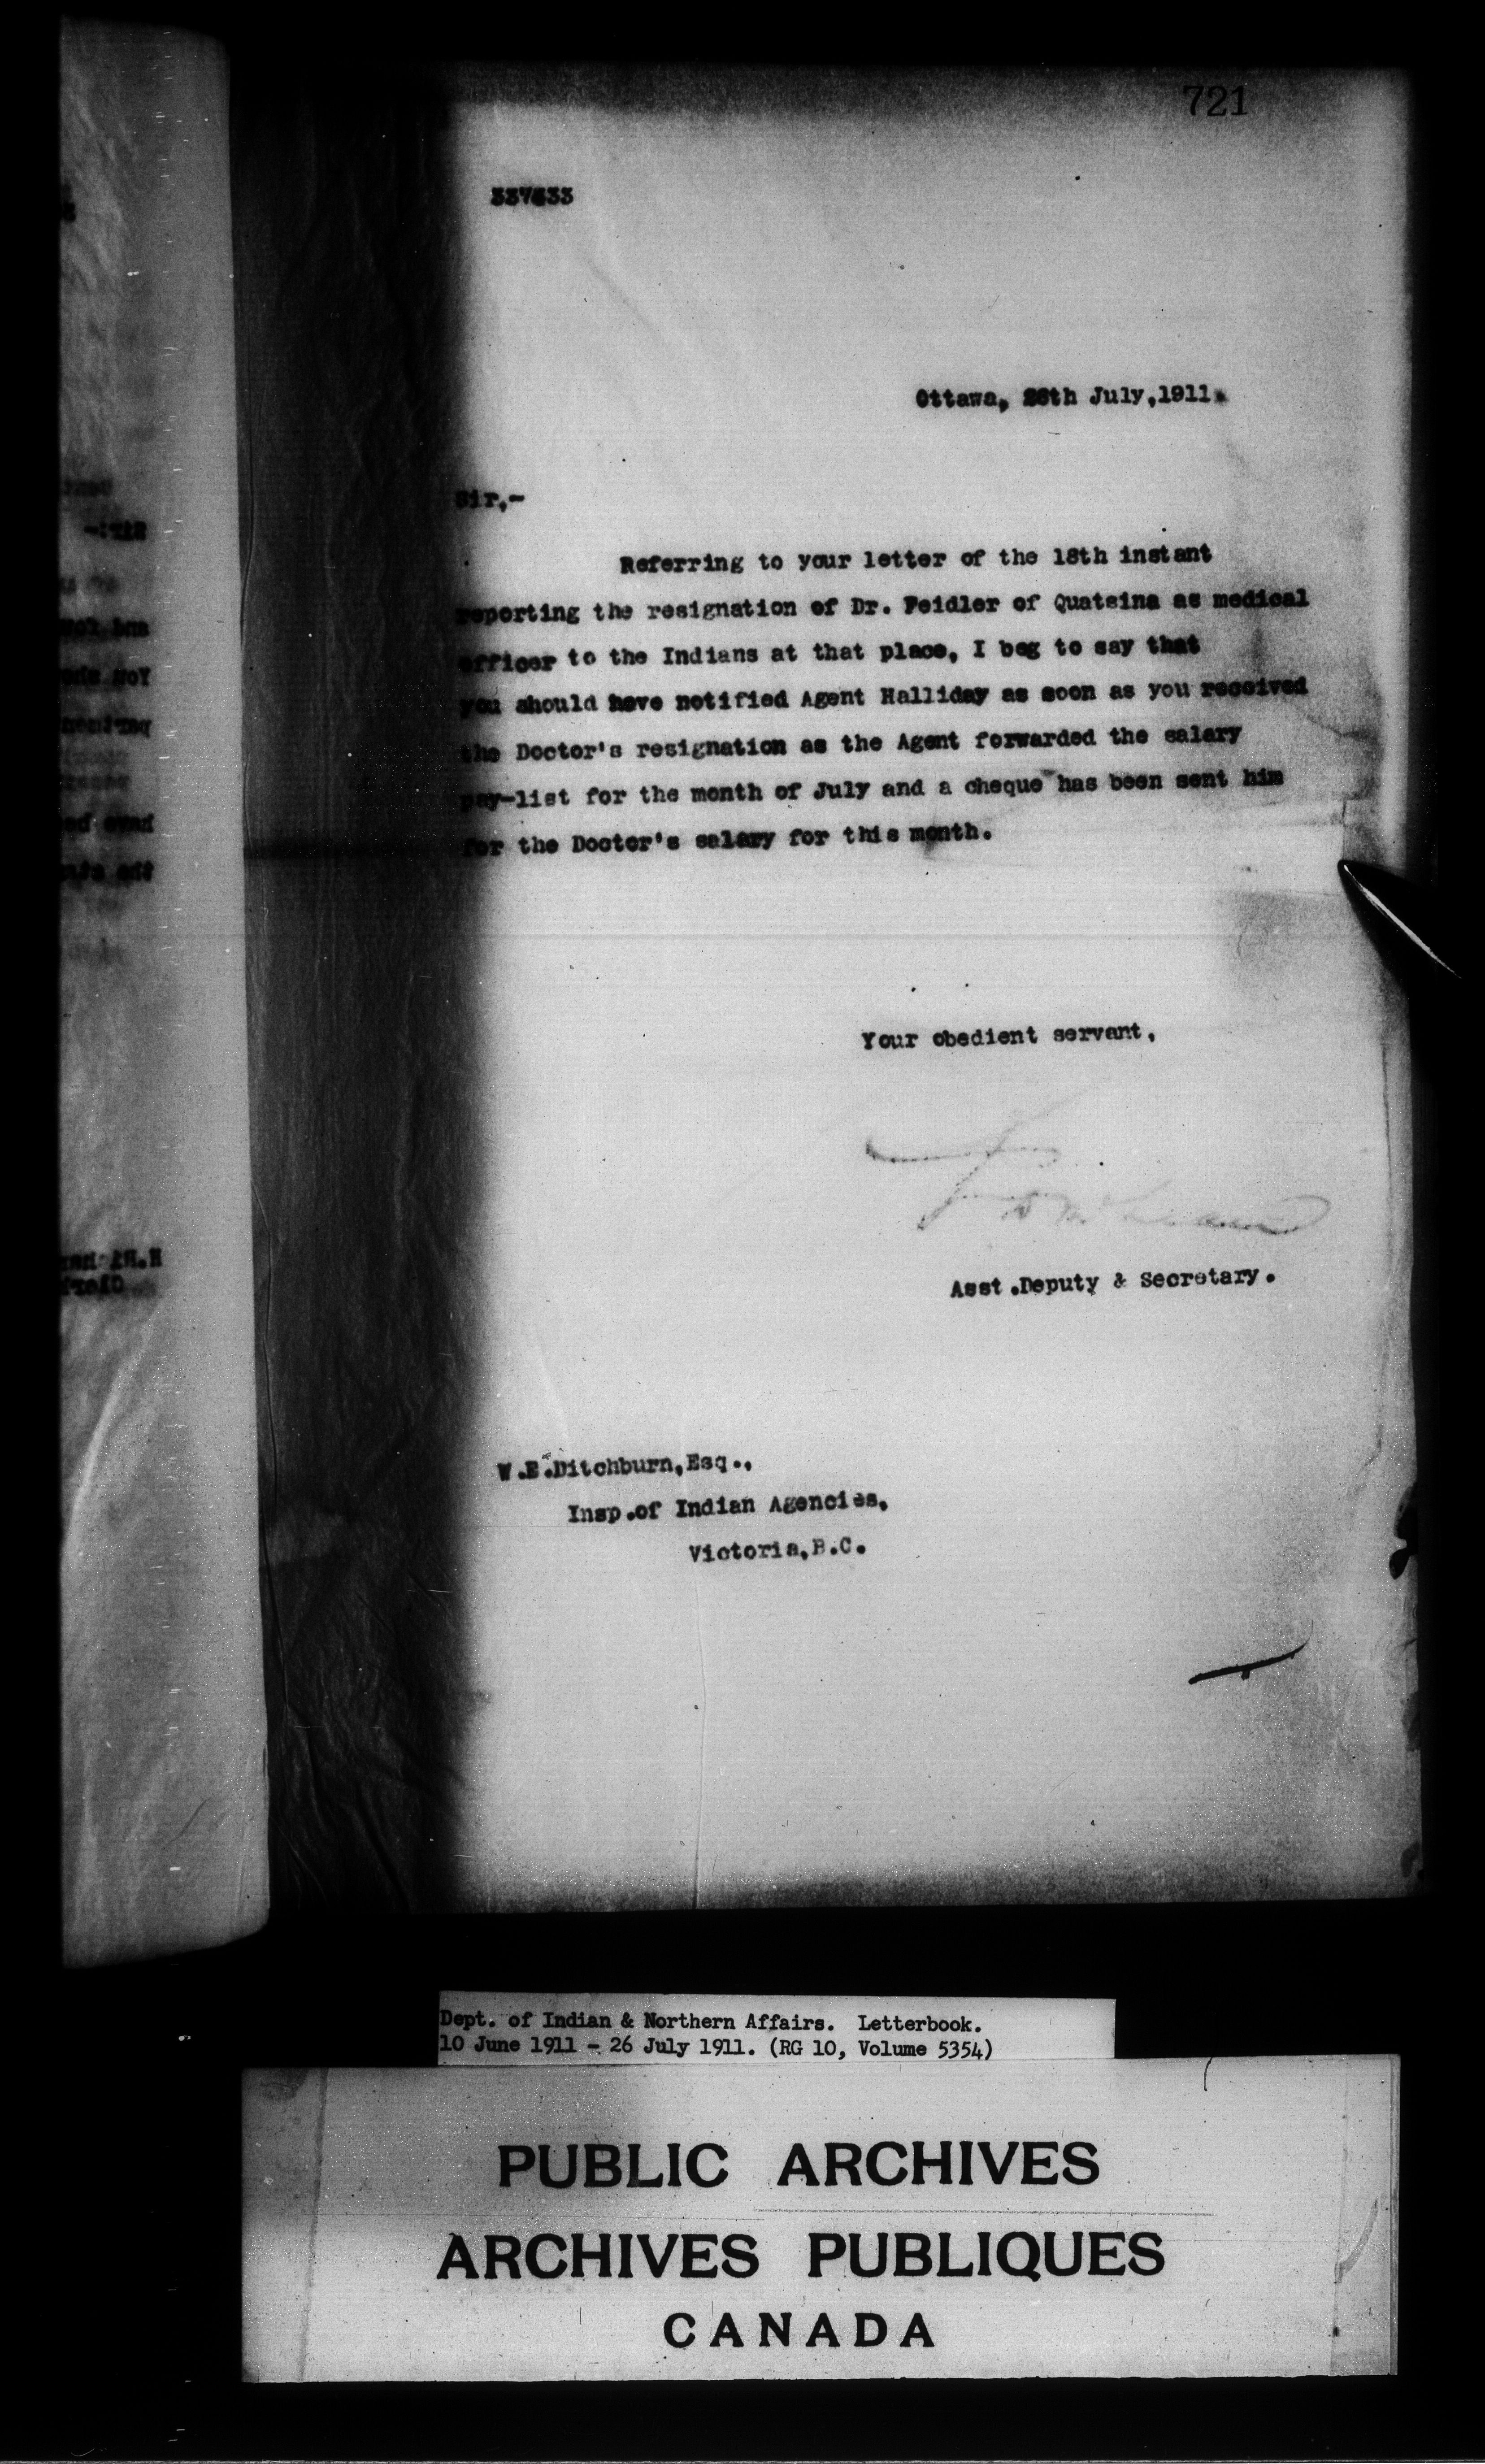 721
Ottawa, 26th July,1911.
Sir,-
Referring to your letter of the 18th instant
reporting the resignation of Dr. Feidler of Quatsina as medical
officer to the Indians at that place, I beg to say that
you should have notified Agent Halliday as soon as you received
the Doctor's resignation as the Agent forwarded the salary
pay-list for the month of July and a cheque has been sent him
for the Doctor's salary for this month.
Your obedient servant,
Asst.Deputy & Secretary.
W.E.Ditchburn,Esq.,
Insp.of Indian Agencies,
Victoria,B.C.
Dept. of Indian & Northern Affairs. Letterbook.
10 June 1911 - 26 July 1911. (RG 10, Volume 5354)
PUBLIC ARCHIVES
ARCHIVES PUBLIQUES
CANADA